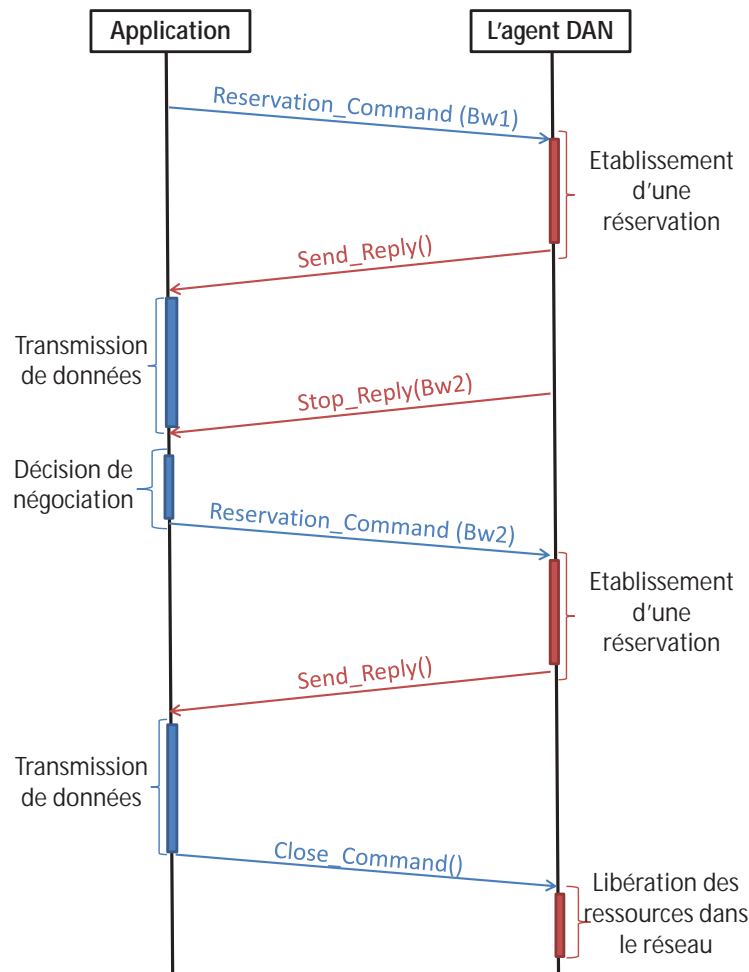 Application
L'agent DAN
Reservation_Command (Bw1)
Etablissement
d'une
réservation
Send_Reply()
Transmission
de données
Stop_Reply(Bw2)
Décision de
négociation
Reservation_Command (Bw2)
Etablissement
d'une
réservation
Send_Reply()
Transmission
de données
Close_Command()
Libération des
ressources dans
le réseau